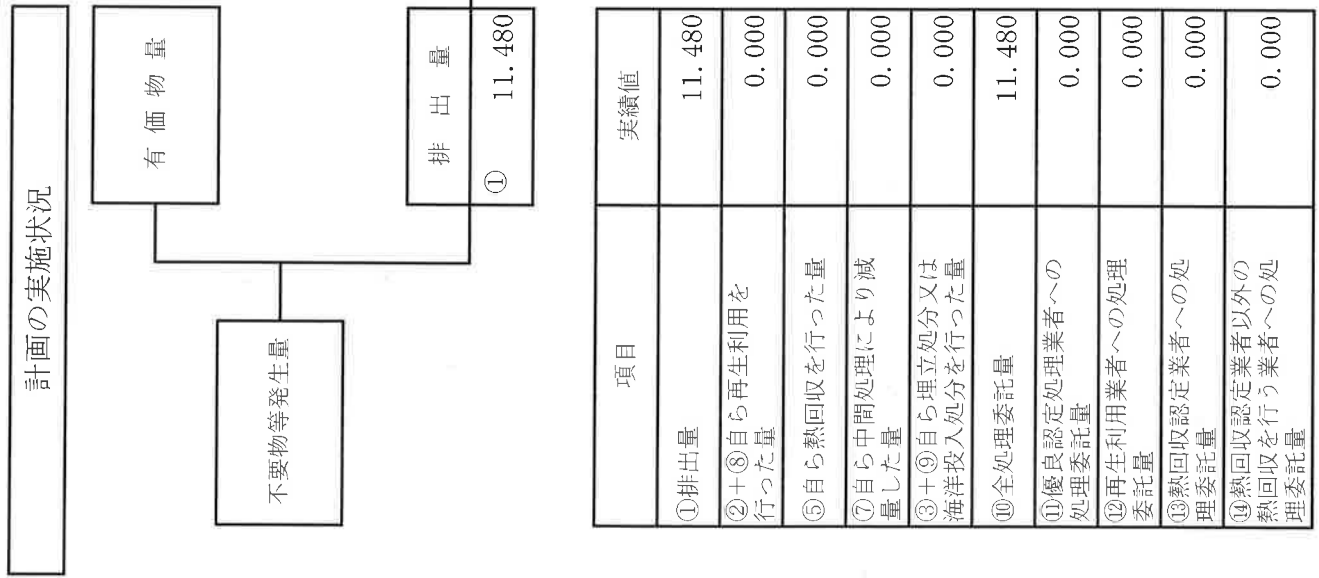 計画の実施状況
有価物量
不要物等発生量
排出量
① 11.480
項目 実績値
①排出量 11.480
②+⑧自ら再生利用を
行った量 0.000
⑤自ら熱回収を行った量 0.000
⑦自ら中間処理により減
量した量 0.000
③+⑨自ら埋立処分又は
海洋投入処分を行った量 0.000
⑩全処理委託量 11.480
⑪優良認定処理業者への
処理委託量 0.000
⑫再生利用業者への処理
委託量 0.000
⑬熱回収認定業者への処
理委託量 0.000
⑭熱回収認定業者以外の
熱回収を行う業者への処
理委託量 0.000